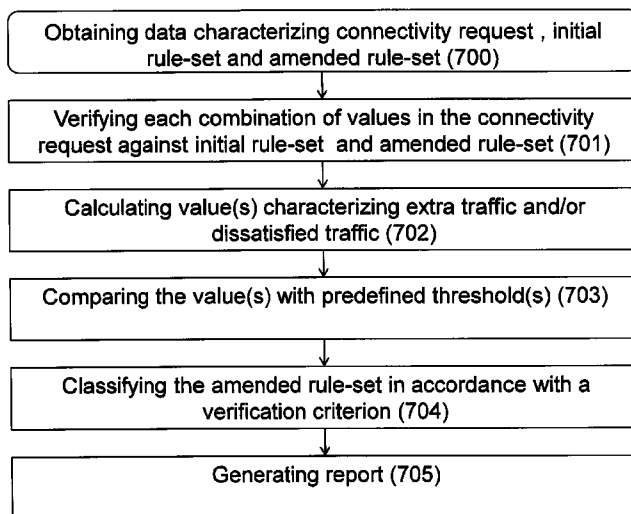 Obtaining data characterizing connectivity request , initial
rule-set and amended rule-set (700)
Verifying each combination of values in the connectivity
request against initial rule-set and amended rule-set (701)
Calculating value(s) characterizing extra traffic and/or
dissatisfied traffic (702)
Comparing the value(s) with predefined threshold(s) (703)
Classifying the amended rule-set in accordance with a
verification criterion (704)
Generating report (705)